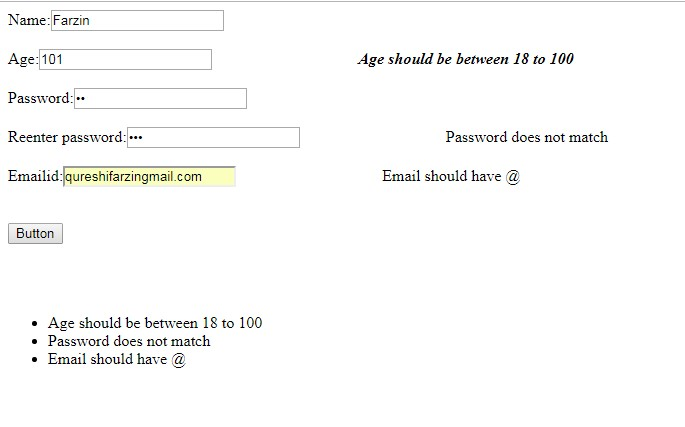 Name: Farzin
Age: 101 Age should be between 18 to 100
Password: ••
Reenter password: ••• Password does not match
Emailid: qureshifarzingmail.com Email should have @
Button
• Age should be between 18 to 100
• Password does not match
• Email should have @